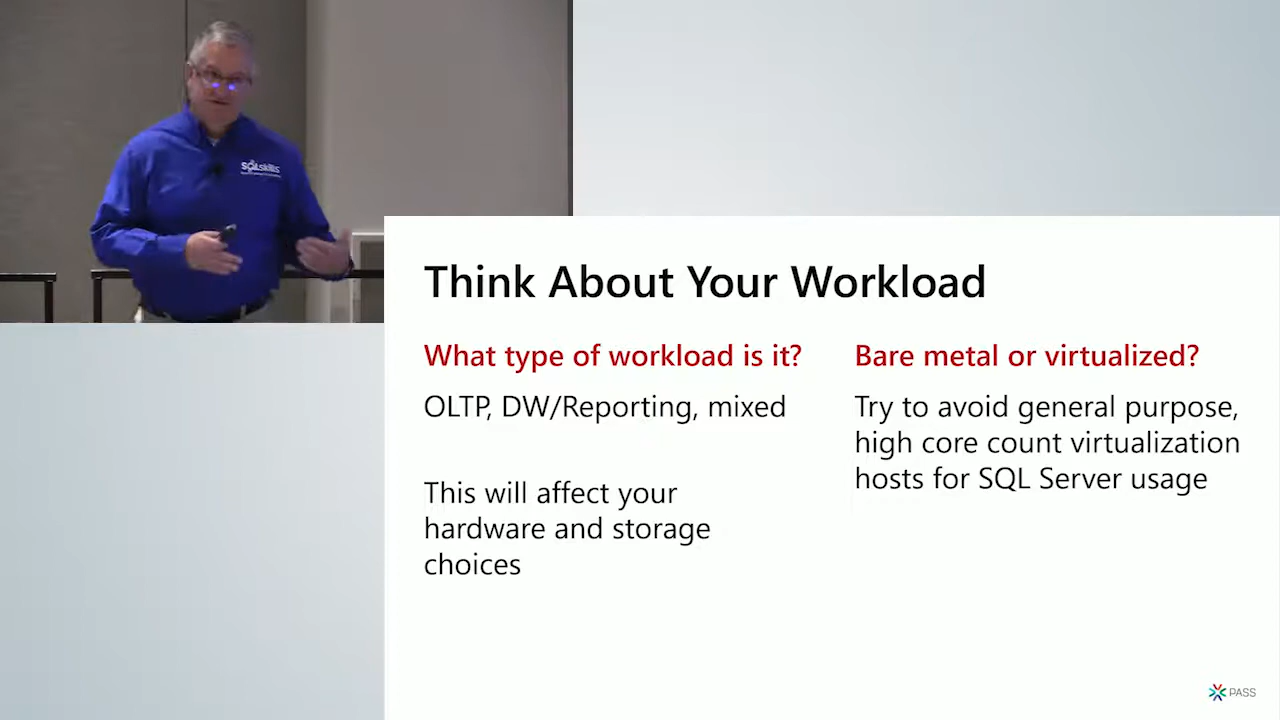 sqlskills
Think About Your Workload
What type of workload is it?
OLTP, DW/Reporting, mixed
This will affect your
hardware and storage
choices
Bare metal or virtualized?
Try to avoid general purpose,
high core count virtualization
hosts for SQL Server usage
PASS